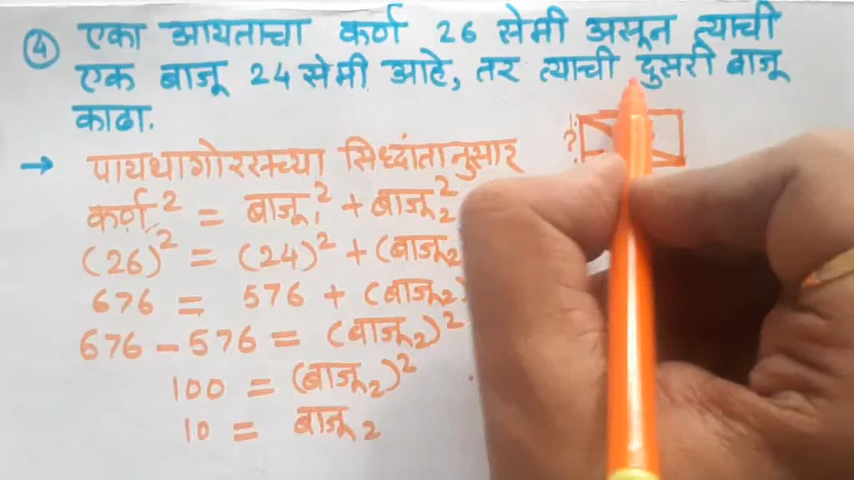 (4) एका आयताचा कर्ण 26 सेमी असून त्याची
एक बाजू 24 सेमी आहे, तर त्याची दुसरी बाजू
काढा.
→ पायथागोरसच्या सिध्दांतानुसार
?
कर्ण² = बाजू₁² + बाजू₂²
(26)² = (24)² + (बाजू₂
676 = 576 + (बाजू₂)
676 - 576 = (बाजू₂)²
100 = (बाजू₂)²
10 = बाजू₂